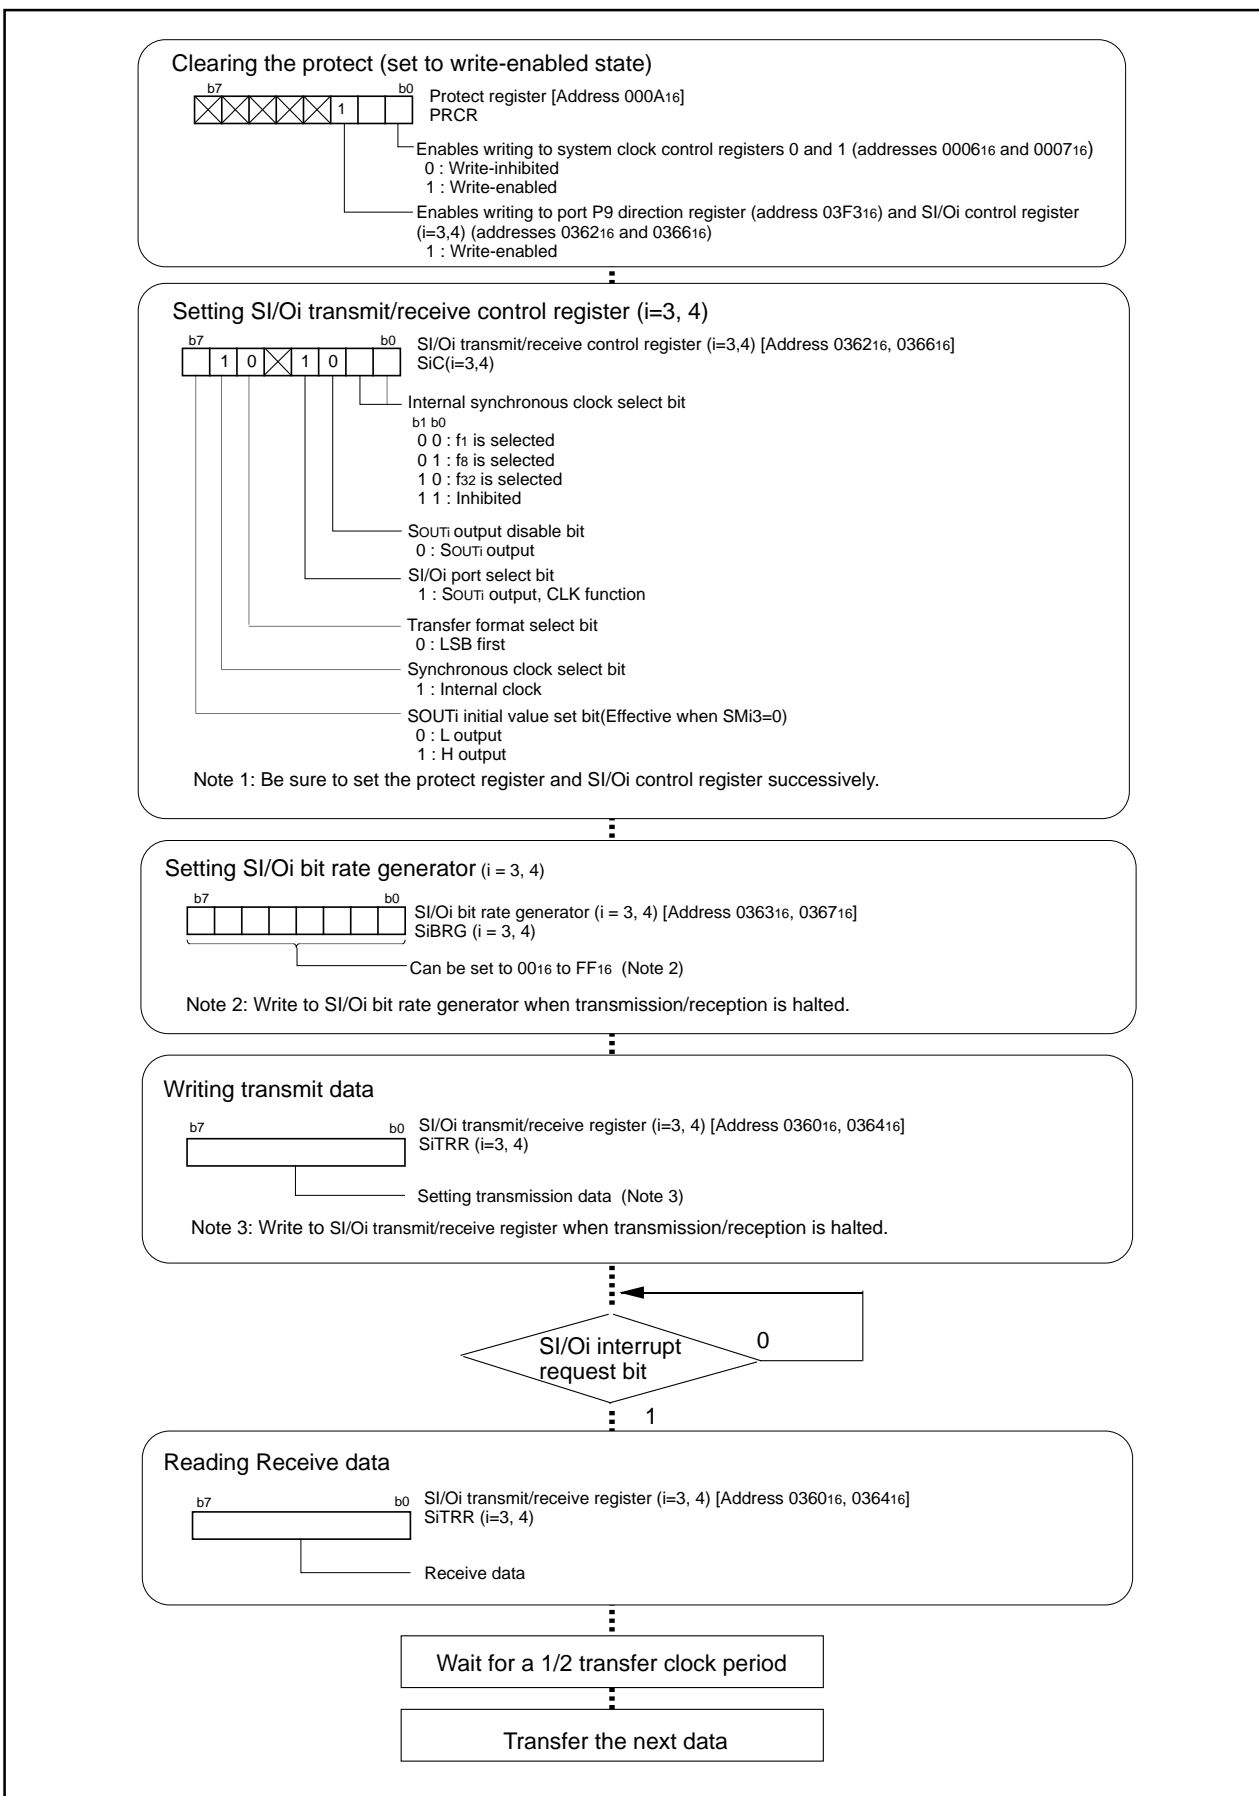 Clearing the protect (set to write-enabled state)
b7 b0
Protect register [Address 000A16]
PRCR
1
Enables writing to system clock control registers 0 and 1 (addresses 000616 and 000716)
0 : Write-inhibited
1 : Write-enabled
Enables writing to port P9 direction register (address 03F316) and SI/Oi control register
(i=3,4) (addresses 036216 and 036616)
1 : Write-enabled
Setting SI/Oi transmit/receive control register (i=3, 4)
b7 b0
SI/Oi transmit/receive control register (i=3,4) [Address 036216, 036616]
SiC(i=3,4)
1 0 1 0
Internal synchronous clock select bit
b1 b0
0 0 : f1 is selected
0 1 : f8 is selected
1 0 : f32 is selected
1 1 : Inhibited
SOUTi output disable bit
0 : SOUTi output
SI/Oi port select bit
1 : SOUTi output, CLK function
Transfer format select bit
0 : LSB first
Synchronous clock select bit
1 : Internal clock
SOUTi initial value set bit(Effective when SMi3=0)
0 : L output
1 : H output
Note 1: Be sure to set the protect register and SI/Oi control register successively.
Setting SI/Oi bit rate generator (i = 3, 4)
b7 b0
SI/Oi bit rate generator (i = 3, 4) [Address 036316, 036716]
SiBRG (i = 3, 4)
Can be set to 0016 to FF16 (Note 2)
Note 2: Write to SI/Oi bit rate generator when transmission/reception is halted.
Writing transmit data
b7 b0
SI/Oi transmit/receive register (i=3, 4) [Address 036016, 036416]
SiTRR (i=3, 4)
Setting transmission data (Note 3)
Note 3: Write to SI/Oi transmit/receive register when transmission/reception is halted.
SI/Oi interrupt
request bit
0
1
Reading Receive data
b7 b0
SI/Oi transmit/receive register (i=3, 4) [Address 036016, 036416]
SiTRR (i=3, 4)
Receive data
Wait for a 1/2 transfer clock period
Transfer the next data